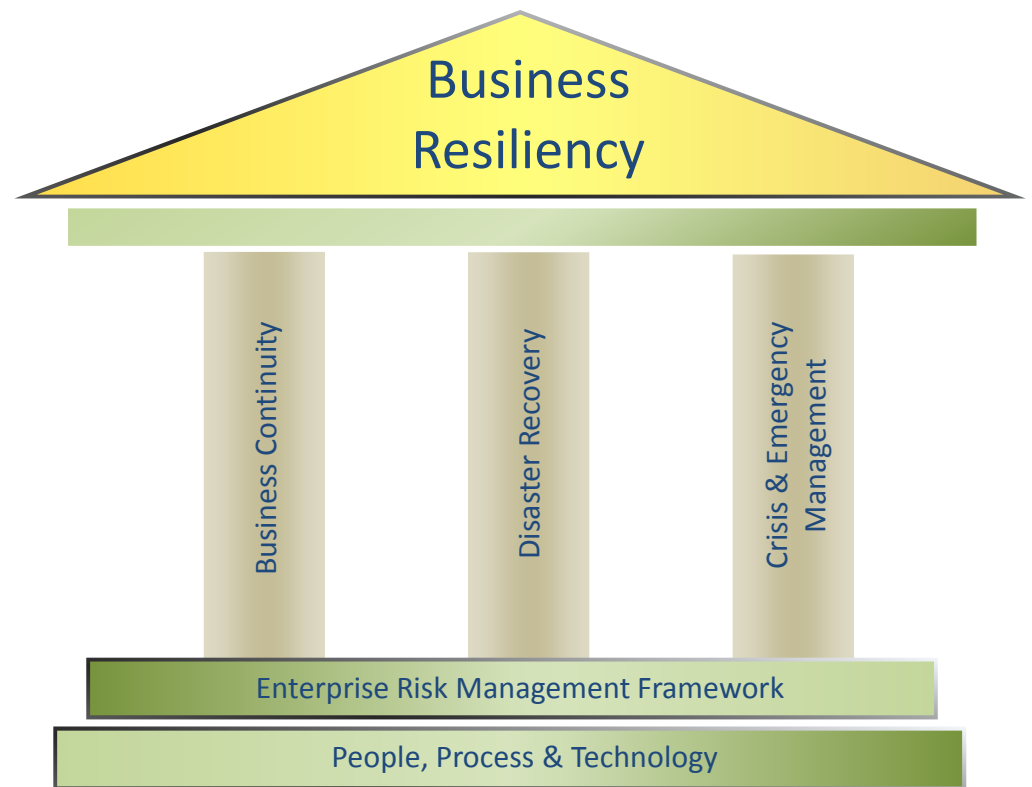 Business
Resiliency
Business Continuity
Disaster Recovery
Crisis & Emergency
Management
Enterprise Risk Management Framework
People, Process & Technology